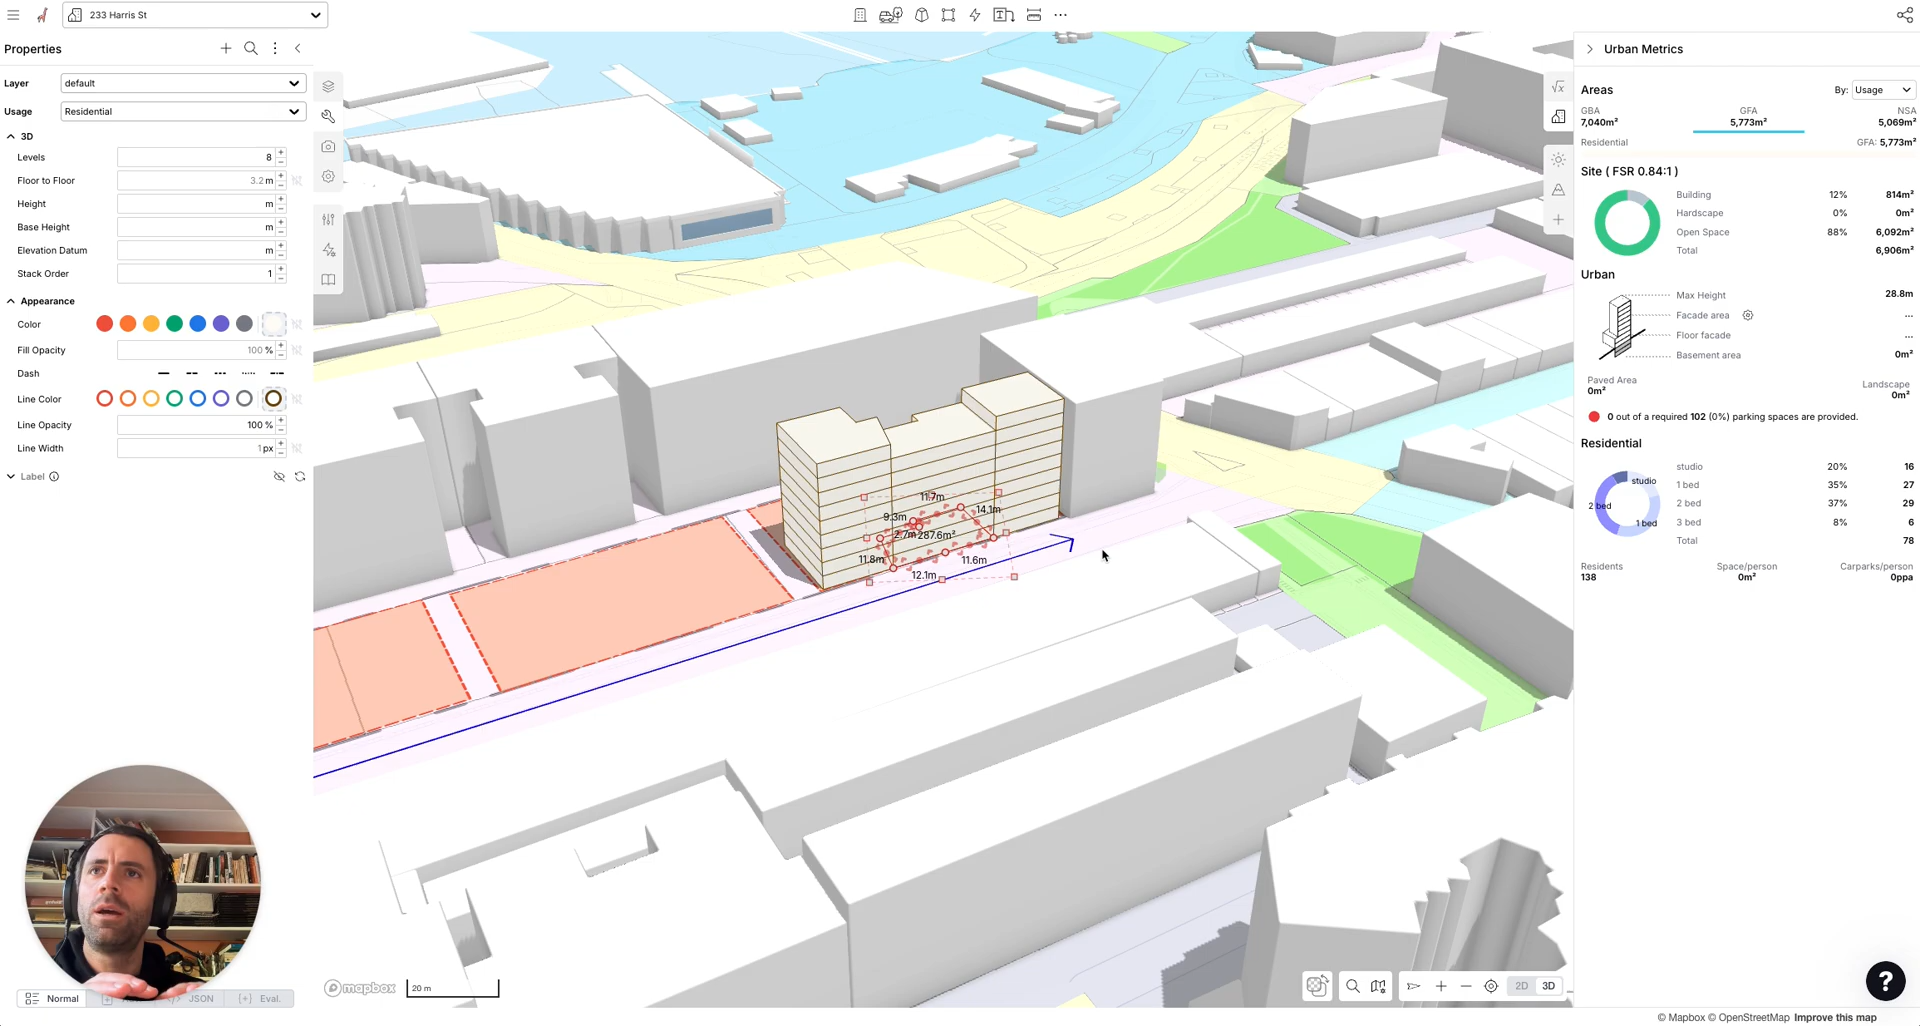 233 Harris St
Properties
Layer
default
Usage
Residential
3D
Levels
8
Floor to Floor
3.2 m
Height
m
Base Height
m
Elevation Datum
m
Stack Order
1
Appearance
Color
Fill Opacity
100 %
Dash
Line Color
Line Opacity
100 %
Line Width
1 px
Label
Normal
JSON
{+} Eval.
11.7m
14.1m
9.3m
2.7m
287.6m²
11.8m
11.6m
12.1m
mapbox
20 m
2D
3D
Urban Metrics
Areas
By:
Usage
GBA
GFA
NSA
7,040m²
5,773m²
5,069m²
Residential
GFA: 5,773m²
Site ( FSR 0.84:1 )
Building 12% 814m²
Hardscape 0% 0m²
Open Space 88% 6,092m²
Total 6,906m²
Urban
Max Height 28.8m
Facade area ...
Floor facade ...
Basement area 0m²
Paved Area
0m²
Landscape
0m²
0 out of a required 102 (0%) parking spaces are provided.
Residential
studio
2 bed
1 bed
studio 20% 16
1 bed 35% 27
2 bed 37% 29
3 bed 8% 6
Total 78
Residents
138
Space/person
0m²
Carparks/person
0ppa
?
© Mapbox © OpenStreetMap Improve this map